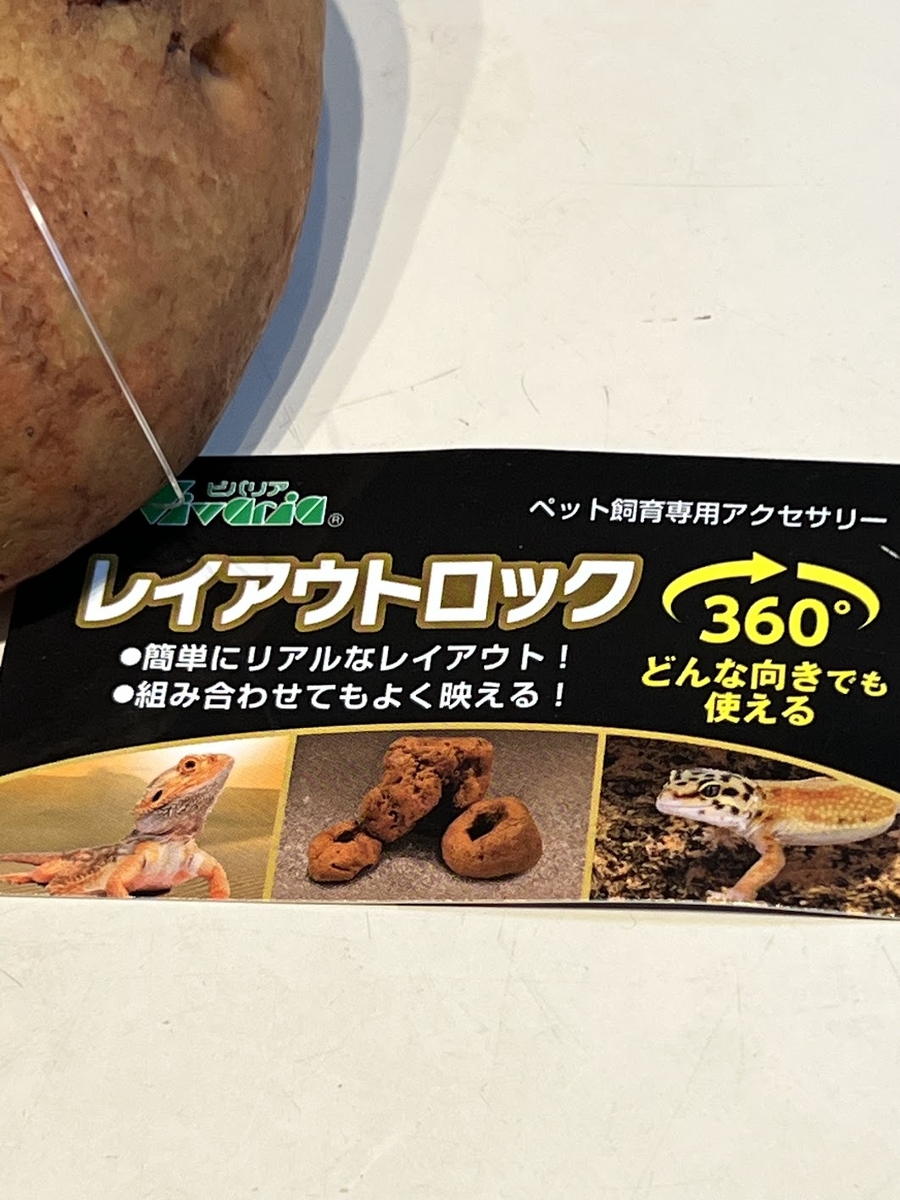 ビバリア
Vivaria®
ペット飼育専用アクセサリー
レイアウトロック
●簡単にリアルなレイアウト！
●組み合わせてもよく映える！
360°
どんな向きでも
使える